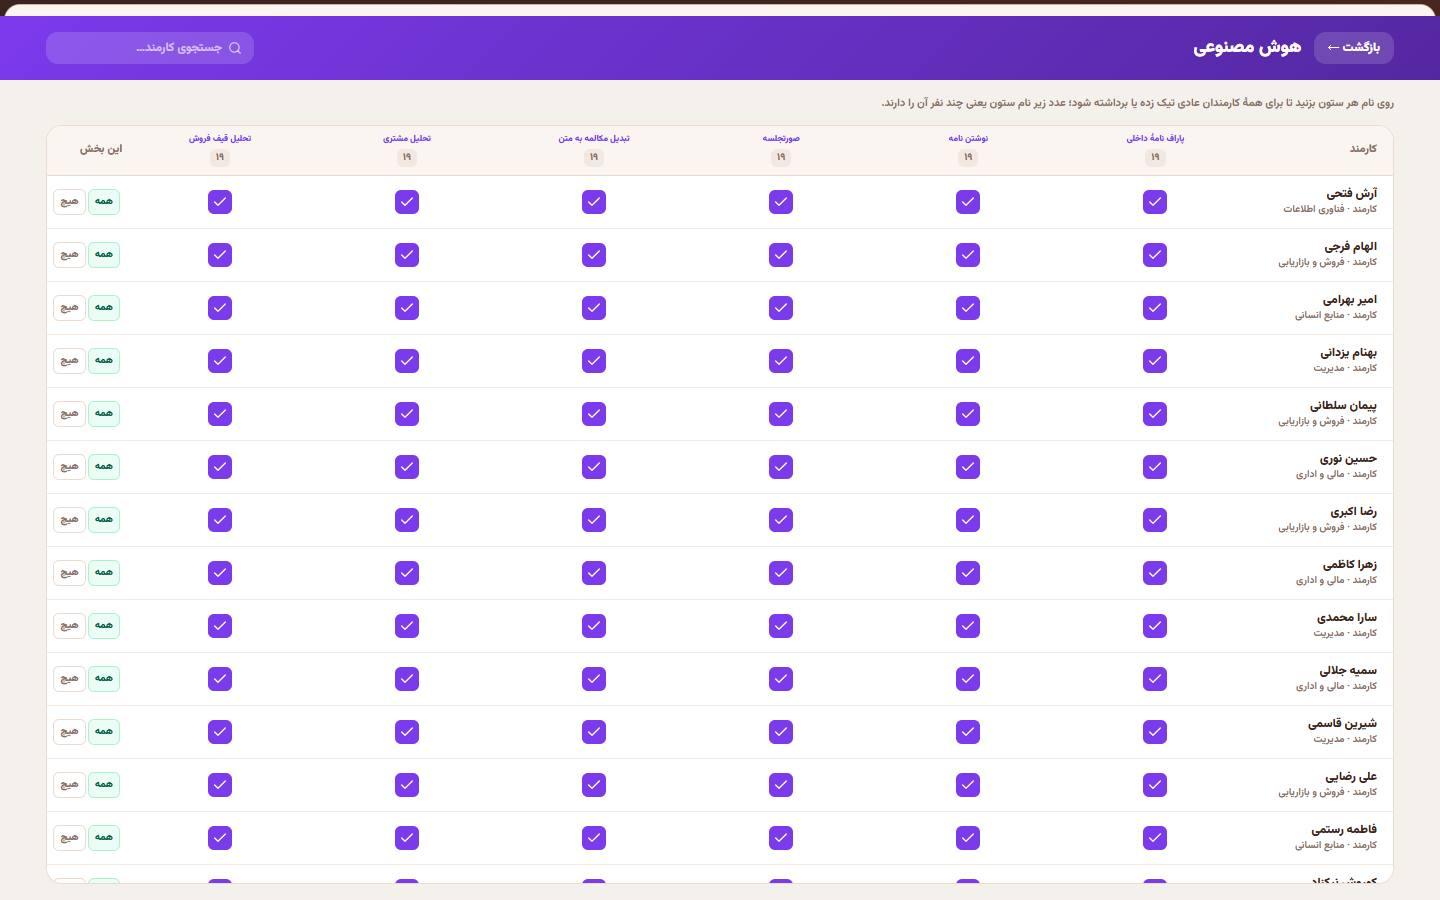 بازگشت ←
هوش مصنوعی
جستجوی کارمند...
روی نام هر ستون بزنید تا برای همهٔ کارمندان عادی تیک زده یا برداشته شود؛ عدد زیر نام ستون یعنی چند نفر آن را دارند.
کارمند پاراف نامهٔ داخلی نوشتن نامه صورتجلسه تبدیل مکالمه به متن تحلیل مشتری تحلیل قیف فروش این بخش
۱۹ ۱۹ ۱۹ ۱۹ ۱۹ ۱۹
آرش فتحی
کارمند · فناوری اطلاعات
همه هیچ
الهام فرجی
کارمند · فروش و بازاریابی
همه هیچ
امیر بهرامی
کارمند · منابع انسانی
همه هیچ
بهنام یزدانی
کارمند · مدیریت
همه هیچ
پیمان سلطانی
کارمند · فروش و بازاریابی
همه هیچ
حسین نوری
کارمند · مالی و اداری
همه هیچ
رضا اکبری
کارمند · فروش و بازاریابی
همه هیچ
زهرا کاظمی
کارمند · مالی و اداری
همه هیچ
سارا محمدی
کارمند · مدیریت
همه هیچ
سمیه جلالی
کارمند · مالی و اداری
همه هیچ
شیرین قاسمی
کارمند · مدیریت
همه هیچ
علی رضایی
کارمند · فروش و بازاریابی
همه هیچ
فاطمه رستمی
کارمند · منابع انسانی
همه هیچ